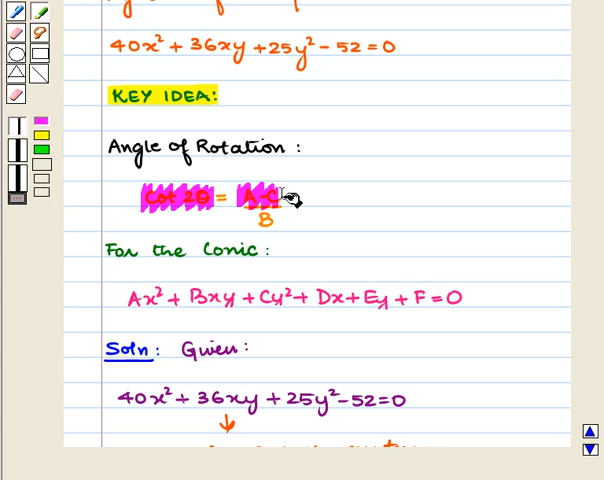 40x² + 36xy + 25y² - 52 = 0
KEY IDEA:
Angle of Rotation :
Cot 2θ = A-C
B
For the Conic :
Ax² + Bxy + Cy² + Dx + Ey + F = 0
Soln : Given :
40x² + 36xy + 25y² - 52 = 0
↓